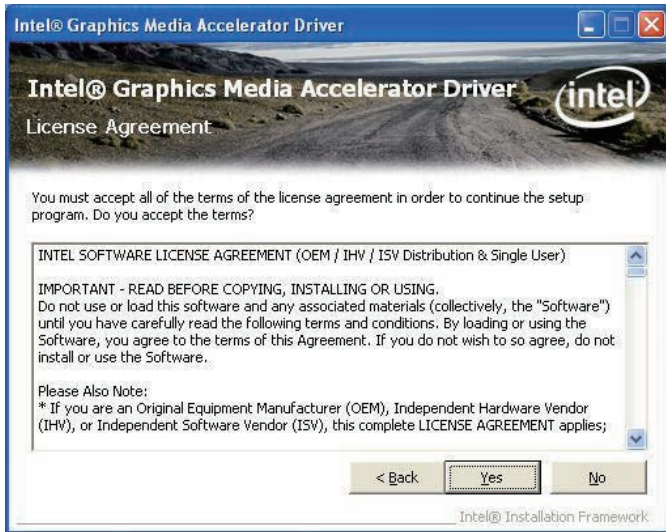 Intel® Graphics Media Accelerator Driver
Intel® Graphics Media Accelerator Driver
intel
License Agreement
You must accept all of the terms of the license agreement in order to continue the setup
program. Do you accept the terms?
INTEL SOFTWARE LICENSE AGREEMENT (OEM / IHV / ISV Distribution & Single User)
IMPORTANT - READ BEFORE COPYING, INSTALLING OR USING.
Do not use or load this software and any associated materials (collectively, the "Software")
until you have carefully read the following terms and conditions. By loading or using the
Software, you agree to the terms of this Agreement. If you do not wish to so agree, do not
install or use the Software.
Please Also Note:
* If you are an Original Equipment Manufacturer (OEM), Independent Hardware Vendor
(IHV), or Independent Software Vendor (ISV), this complete LICENSE AGREEMENT applies;
< Back Yes No
Intel® Installation Framework